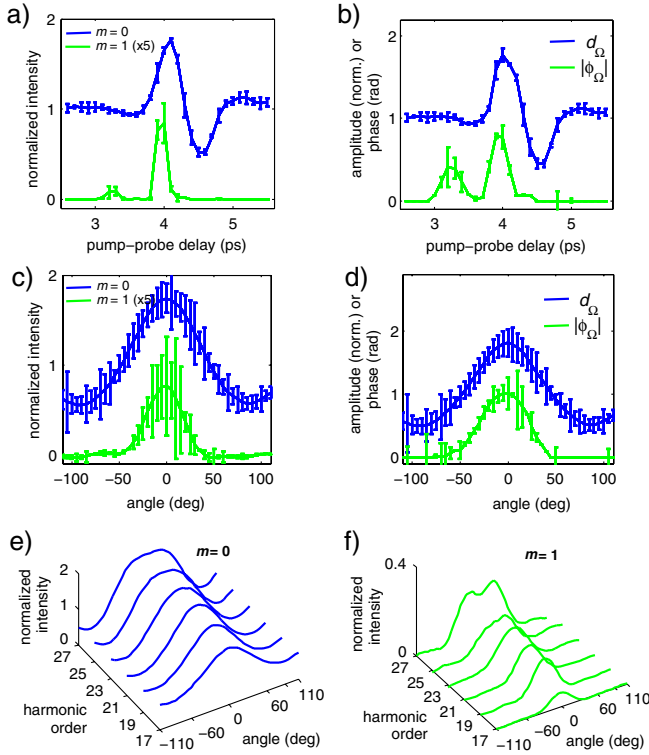 a)
normalized intensity
2
1
0
m = 0
m = 1 (x5)
3 4 5
pump-probe delay (ps)
b)
amplitude (norm.) or
phase (rad)
2
1
0
d_Ω
|ϕ_Ω|
3 4 5
pump-probe delay (ps)
c)
normalized intensity
2
1
0
m = 0
m = 1 (x5)
-100 -50 0 50 100
angle (deg)
d)
amplitude (norm.) or
phase (rad)
2
1
0
d_Ω
|ϕ_Ω|
-100 -50 0 50 100
angle (deg)
e)
m = 0
normalized
intensity
2
1
0
27
25
23
21
19
17
harmonic
order
-110
-60
0
60
110
angle (deg)
f)
m = 1
normalized
intensity
0.4
0
27
25
23
21
19
17
harmonic
order
-110
-60
0
60
110
angle (deg)